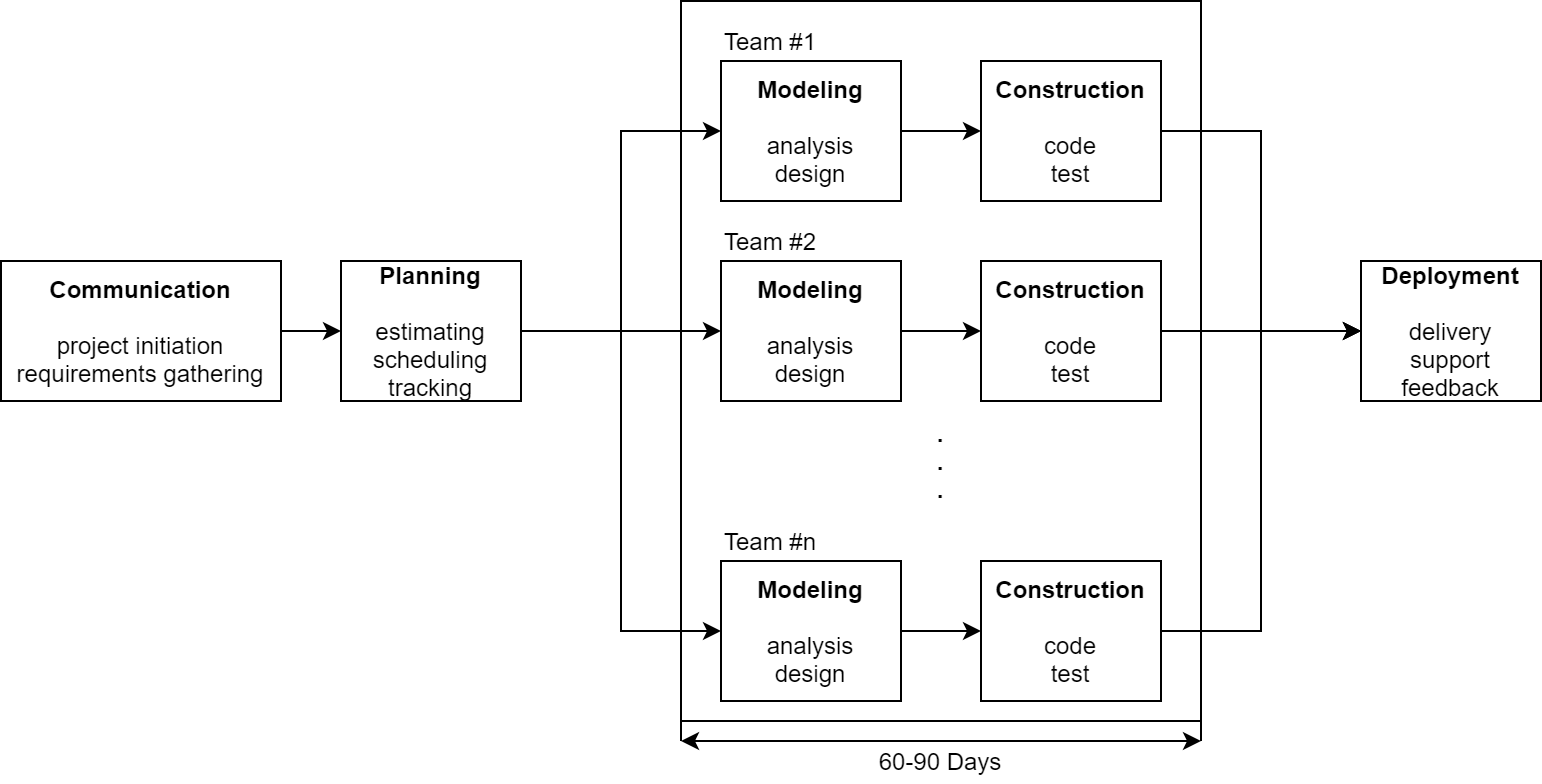 Team #1
Modeling
analysis
design
Construction
code
test
Communication
project initiation
requirements gathering
Planning
estimating
scheduling
tracking
Team #2
Modeling
analysis
design
Construction
code
test
Deployment
delivery
support
feedback
.
.
.
Team #n
Modeling
analysis
design
Construction
code
test
60-90 Days